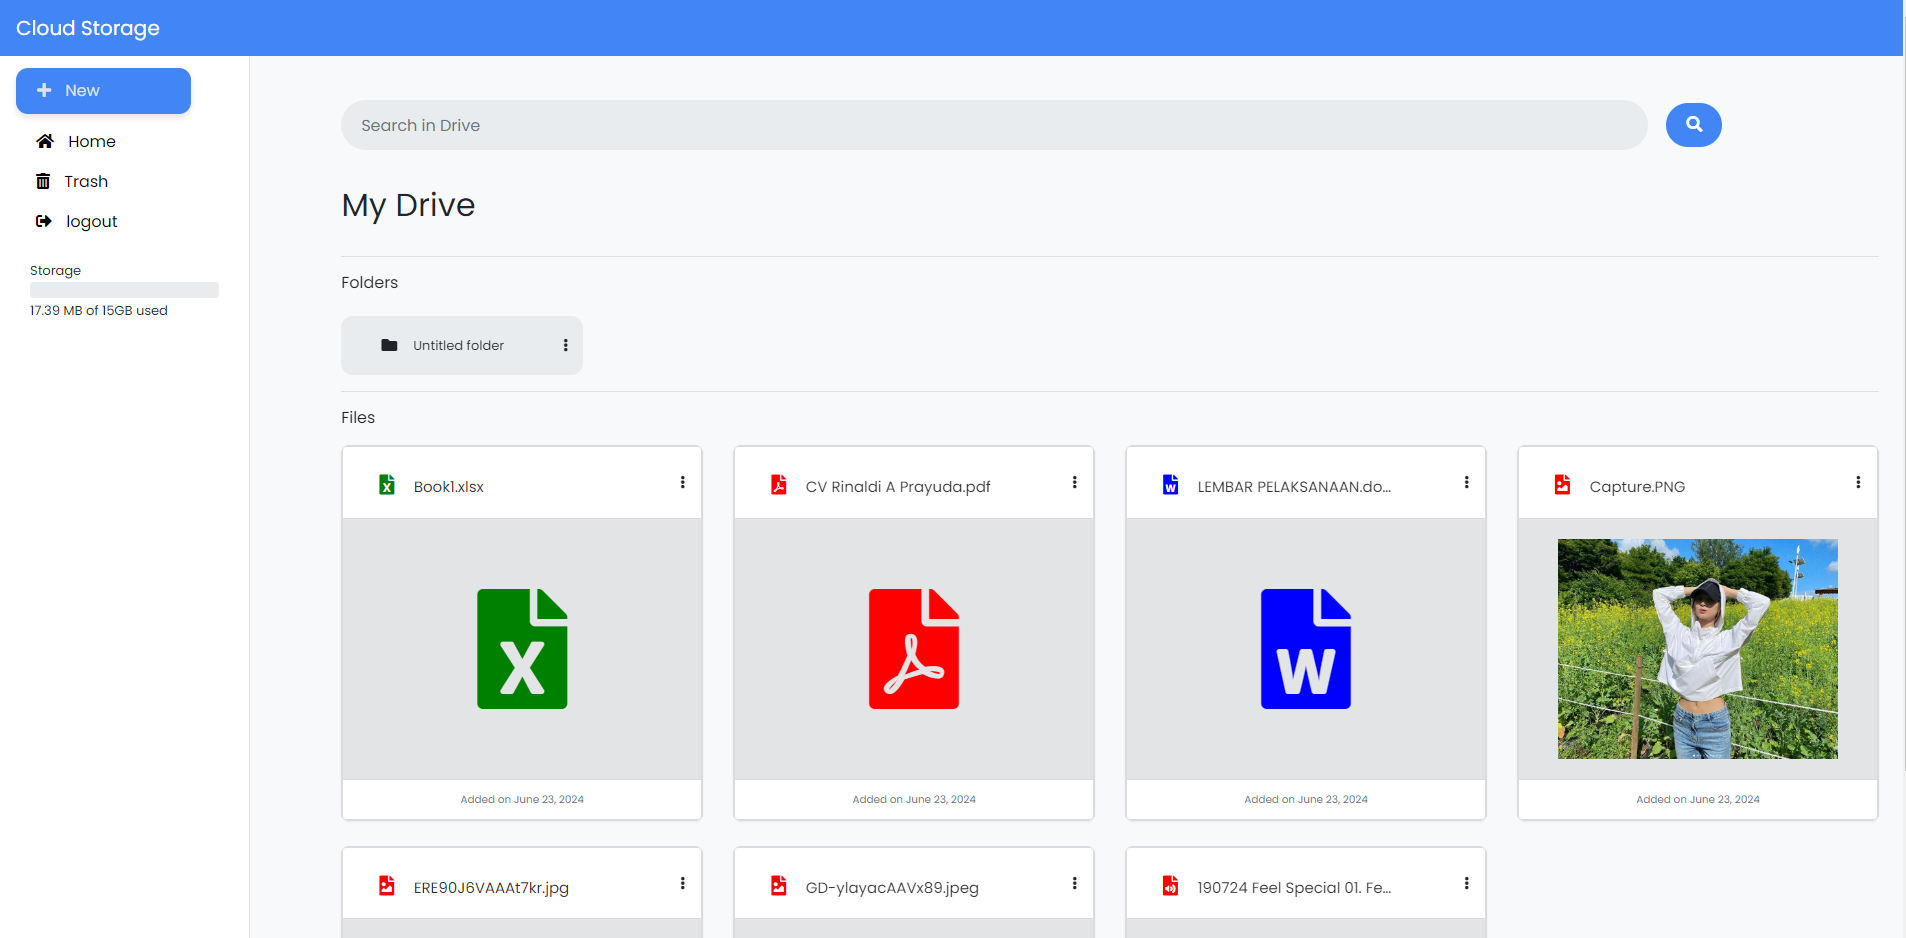 Cloud Storage
New
Home
Trash
logout
Storage
17.39 MB of 15GB used
Search in Drive
My Drive
Folders
Untitled folder
Files
Book1.xlsx
CV Rinaldi A Prayuda.pdf
LEMBAR PELAKSANAAN.do...
Capture.PNG
X
W
Added on June 23, 2024
Added on June 23, 2024
Added on June 23, 2024
Added on June 23, 2024
ERE90J6VAAAt7kr.jpg
GD-ylayacAAVx89.jpeg
190724 Feel Special 01. Fe...